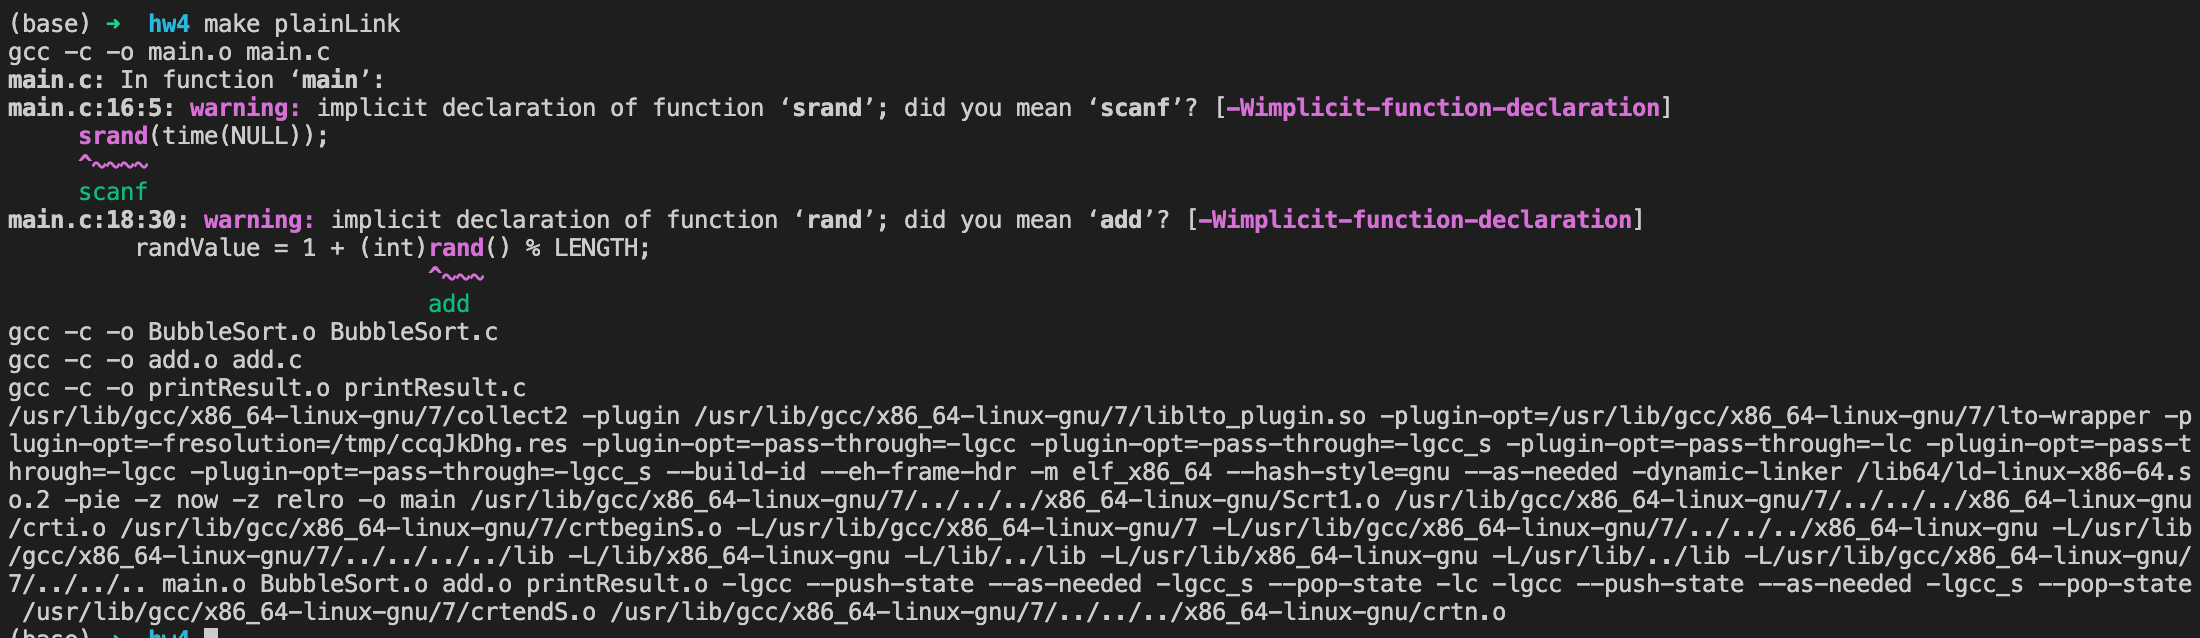 (base) ➜  hw4 make plainLink
gcc -c -o main.o main.c
main.c: In function ‘main’:
main.c:16:5: warning: implicit declaration of function ‘srand’; did you mean ‘scanf’? [-Wimplicit-function-declaration]
     srand(time(NULL));
     ^~~~~
     scanf
main.c:18:30: warning: implicit declaration of function ‘rand’; did you mean ‘add’? [-Wimplicit-function-declaration]
         randValue = 1 + (int)rand() % LENGTH;
                              ^~~~
                              add
gcc -c -o BubbleSort.o BubbleSort.c
gcc -c -o add.o add.c
gcc -c -o printResult.o printResult.c
/usr/lib/gcc/x86_64-linux-gnu/7/collect2 -plugin /usr/lib/gcc/x86_64-linux-gnu/7/liblto_plugin.so -plugin-opt=/usr/lib/gcc/x86_64-linux-gnu/7/lto-wrapper -p
lugin-opt=-fresolution=/tmp/ccqJkDhg.res -plugin-opt=-pass-through=-lgcc -plugin-opt=-pass-through=-lgcc_s -plugin-opt=-pass-through=-lc -plugin-opt=-pass-t
hrough=-lgcc -plugin-opt=-pass-through=-lgcc_s --build-id --eh-frame-hdr -m elf_x86_64 --hash-style=gnu --as-needed -dynamic-linker /lib64/ld-linux-x86-64.s
o.2 -pie -z now -z relro -o main /usr/lib/gcc/x86_64-linux-gnu/7/../../../x86_64-linux-gnu/Scrt1.o /usr/lib/gcc/x86_64-linux-gnu/7/../../../x86_64-linux-gnu
/crti.o /usr/lib/gcc/x86_64-linux-gnu/7/crtbeginS.o -L/usr/lib/gcc/x86_64-linux-gnu/7 -L/usr/lib/gcc/x86_64-linux-gnu/7/../../../x86_64-linux-gnu -L/usr/lib
/gcc/x86_64-linux-gnu/7/../../../../lib -L/lib/x86_64-linux-gnu -L/lib/../lib -L/usr/lib/x86_64-linux-gnu -L/usr/lib/../lib -L/usr/lib/gcc/x86_64-linux-gnu/
7/../../.. main.o BubbleSort.o add.o printResult.o -lgcc --push-state --as-needed -lgcc_s --pop-state -lc -lgcc --push-state --as-needed -lgcc_s --pop-state
 /usr/lib/gcc/x86_64-linux-gnu/7/crtendS.o /usr/lib/gcc/x86_64-linux-gnu/7/../../../x86_64-linux-gnu/crtn.o
(base) ➜  hw4